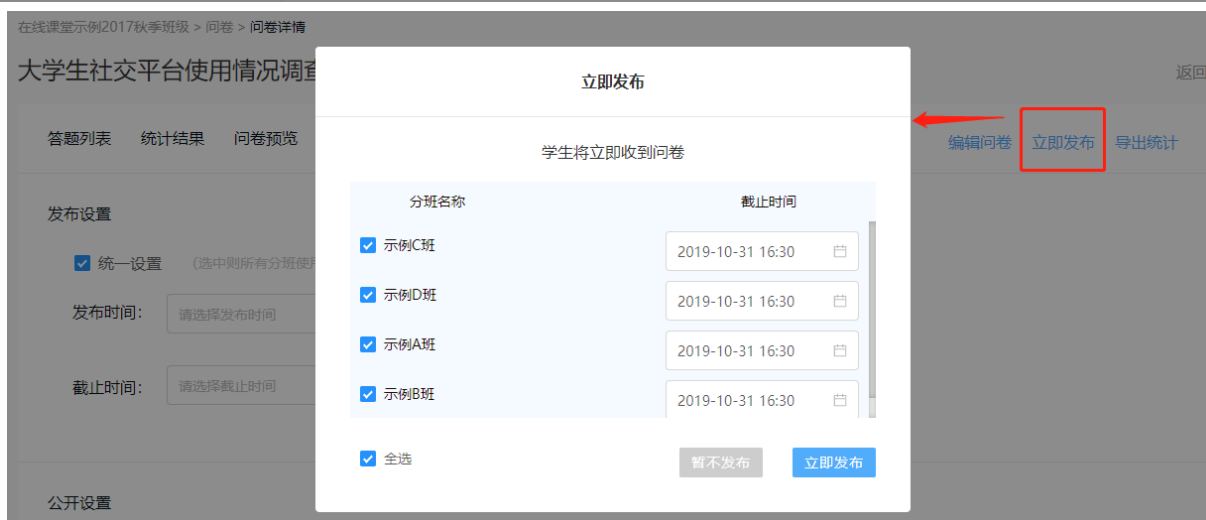 在线课堂示例2017秋季班级 > 问卷 > 问卷详情
大学生社交平台使用情况调查
返回
答题列表 统计结果 问卷预览
编辑问卷 立即发布 导出统计
立即发布
学生将立即收到问卷
分班名称 截止时间
示例C班 2019-10-31 16:30
示例D班 2019-10-31 16:30
示例A班 2019-10-31 16:30
示例B班 2019-10-31 16:30
全选 暂不发布 立即发布
发布设置
统一设置 (选中则所有分班使用
发布时间: 请选择发布时间
截止时间: 请选择截止时间
公开设置